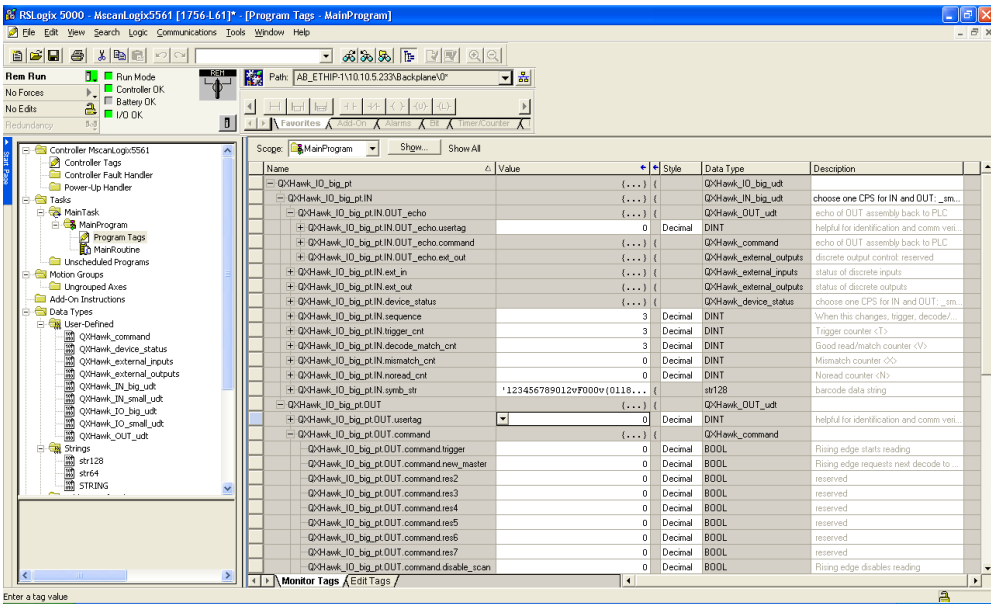 RSLogix 5000 - MscanLogix5561 [1756-L61]* - [Program Tags - MainProgram]
File Edit View Search Logic Communications Tools Window Help
Rem Run
Run Mode
No Forces
Controller OK
Battery OK
No Edits
I/O OK
Redundancy
REM
Path: AB_ETHIP-1\10.10.5.233\Backplane\0*
Favorites Add-On Alarms Bit Timer/Counter
Start Page
Controller MscanLogix5561
Controller Tags
Controller Fault Handler
Power-Up Handler
Tasks
MainTask
MainProgram
Program Tags
MainRoutine
Unscheduled Programs
Motion Groups
Ungrouped Axes
Add-On Instructions
Data Types
User-Defined
QXHawk_command
QXHawk_device_status
QXHawk_external_inputs
QXHawk_external_outputs
QXHawk_IN_big_udt
QXHawk_IN_small_udt
QXHawk_IO_big_udt
QXHawk_IO_small_udt
QXHawk_OUT_udt
Strings
str128
str64
STRING
Scope: MainProgram Show... Show All
Name Value Style Data Type Description
QXHawk_IO_big_pt {...} { QXHawk_IO_big_udt
QXHawk_IO_big_pt.IN {...} { QXHawk_IN_big_udt choose one CPS for IN and OUT: _sm...
QXHawk_IO_big_pt.IN.OUT_echo {...} { QXHawk_OUT_udt echo of OUT assembly back to PLC
QXHawk_IO_big_pt.IN.OUT_echo.usertag 0 Decimal DINT helpful for identification and comm veri...
QXHawk_IO_big_pt.IN.OUT_echo.command {...} { QXHawk_command echo of OUT assembly back to PLC
QXHawk_IO_big_pt.IN.OUT_echo.ext_out {...} { QXHawk_external_outputs discrete output control: reserved
QXHawk_IO_big_pt.IN.ext_in {...} { QXHawk_external_inputs status of discrete inputs
QXHawk_IO_big_pt.IN.ext_out {...} { QXHawk_external_outputs status of discrete outputs
QXHawk_IO_big_pt.IN.device_status {...} { QXHawk_device_status choose one CPS for IN and OUT: _sm...
QXHawk_IO_big_pt.IN.sequence 3 Decimal DINT When this changes, trigger, decode/...
QXHawk_IO_big_pt.IN.trigger_cnt 3 Decimal DINT Trigger counter <T>
QXHawk_IO_big_pt.IN.decode_match_cnt 3 Decimal DINT Good read/match counter <V>
QXHawk_IO_big_pt.IN.mismatch_cnt 0 Decimal DINT Mismatch counter <X>
QXHawk_IO_big_pt.IN.noread_cnt 0 Decimal DINT Noread counter <N>
QXHawk_IO_big_pt.IN.symb_str '123456789012vF000v(0118... { str128 barcode data string
QXHawk_IO_big_pt.OUT {...} { QXHawk_OUT_udt
QXHawk_IO_big_pt.OUT.usertag 0 Decimal DINT helpful for identification and comm veri...
QXHawk_IO_big_pt.OUT.command {...} { QXHawk_command
QXHawk_IO_big_pt.OUT.command.trigger 0 Decimal BOOL Rising edge starts reading
QXHawk_IO_big_pt.OUT.command.new_master 0 Decimal BOOL Rising edge requests next decode to ...
QXHawk_IO_big_pt.OUT.command.res2 0 Decimal BOOL reserved
QXHawk_IO_big_pt.OUT.command.res3 0 Decimal BOOL reserved
QXHawk_IO_big_pt.OUT.command.res4 0 Decimal BOOL reserved
QXHawk_IO_big_pt.OUT.command.res5 0 Decimal BOOL reserved
QXHawk_IO_big_pt.OUT.command.res6 0 Decimal BOOL reserved
QXHawk_IO_big_pt.OUT.command.res7 0 Decimal BOOL reserved
QXHawk_IO_big_pt.OUT.command.disable_scan 0 Decimal BOOL Rising edge disables reading
Monitor Tags Edit Tags
Enter a tag value